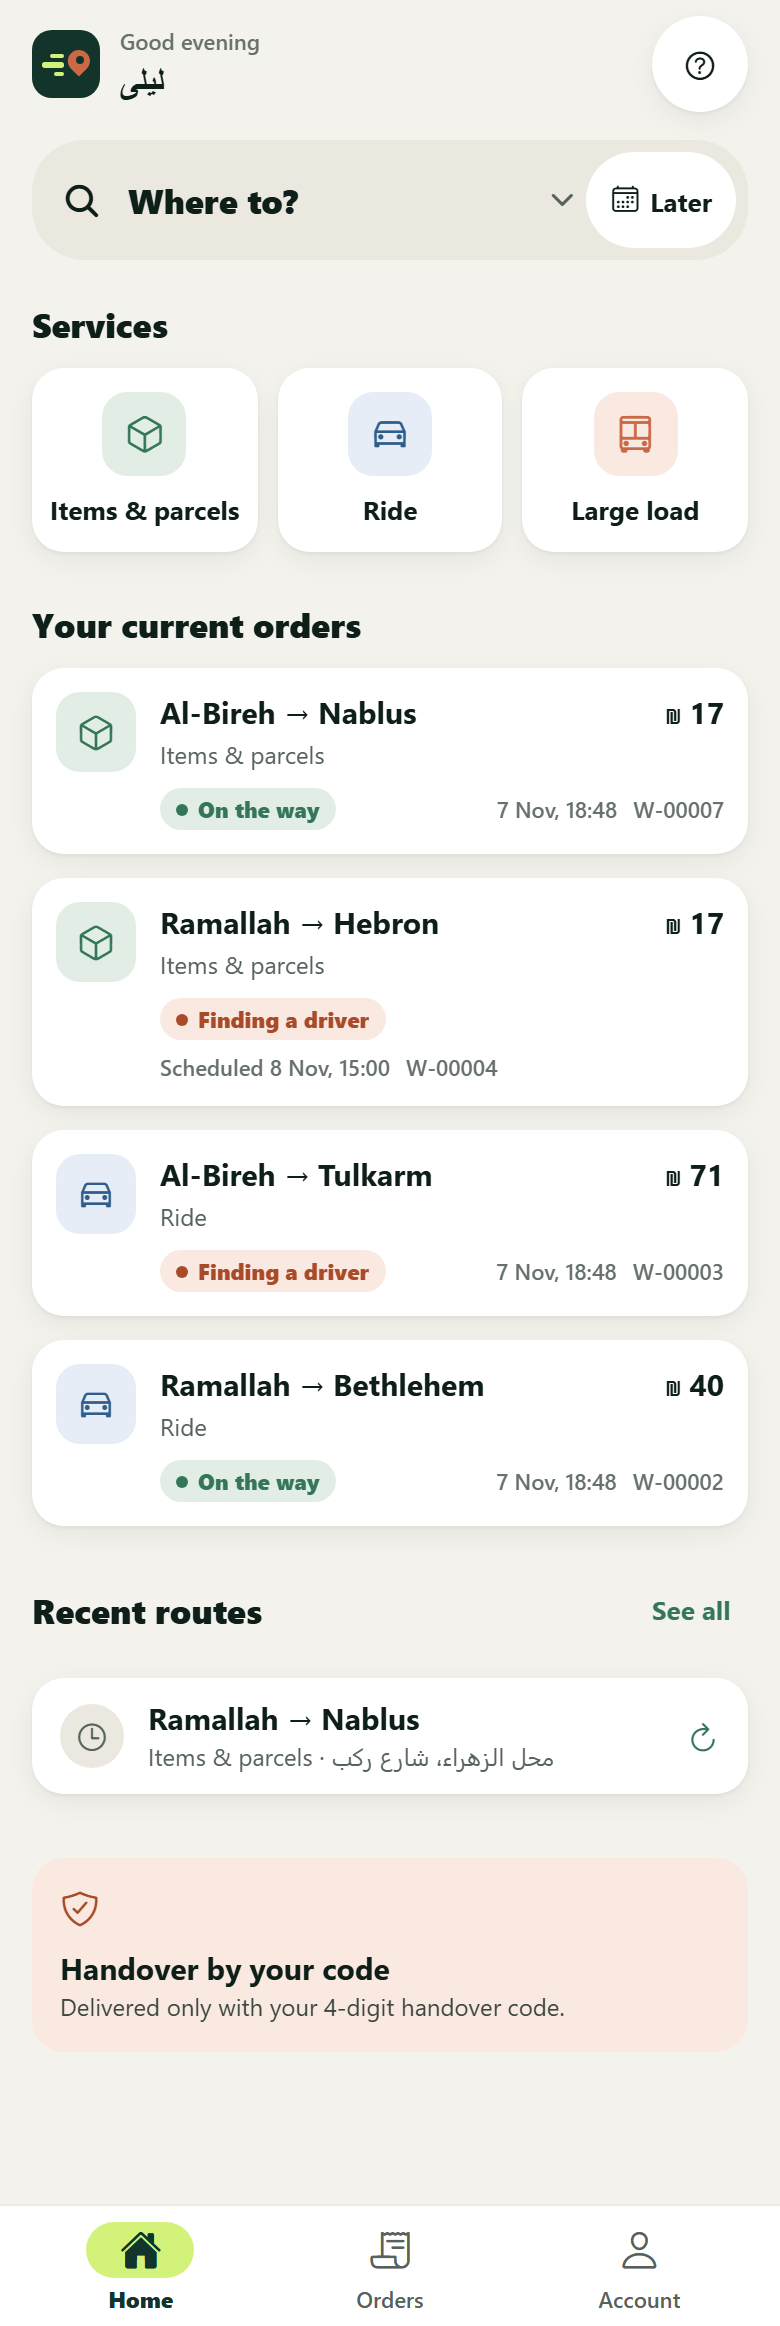 Good evening
ليلى
Where to?
Later
Services
Items & parcels
Ride
Large load
Your current orders
Al-Bireh → Nablus
₪ 17
Items & parcels
On the way
7 Nov, 18:48 W-00007
Ramallah → Hebron
₪ 17
Items & parcels
Finding a driver
Scheduled 8 Nov, 15:00 W-00004
Al-Bireh → Tulkarm
₪ 71
Ride
Finding a driver
7 Nov, 18:48 W-00003
Ramallah → Bethlehem
₪ 40
Ride
On the way
7 Nov, 18:48 W-00002
Recent routes
See all
Ramallah → Nablus
Items & parcels · محل الزهراء، شارع ركب
Handover by your code
Delivered only with your 4-digit handover code.
Home
Orders
Account